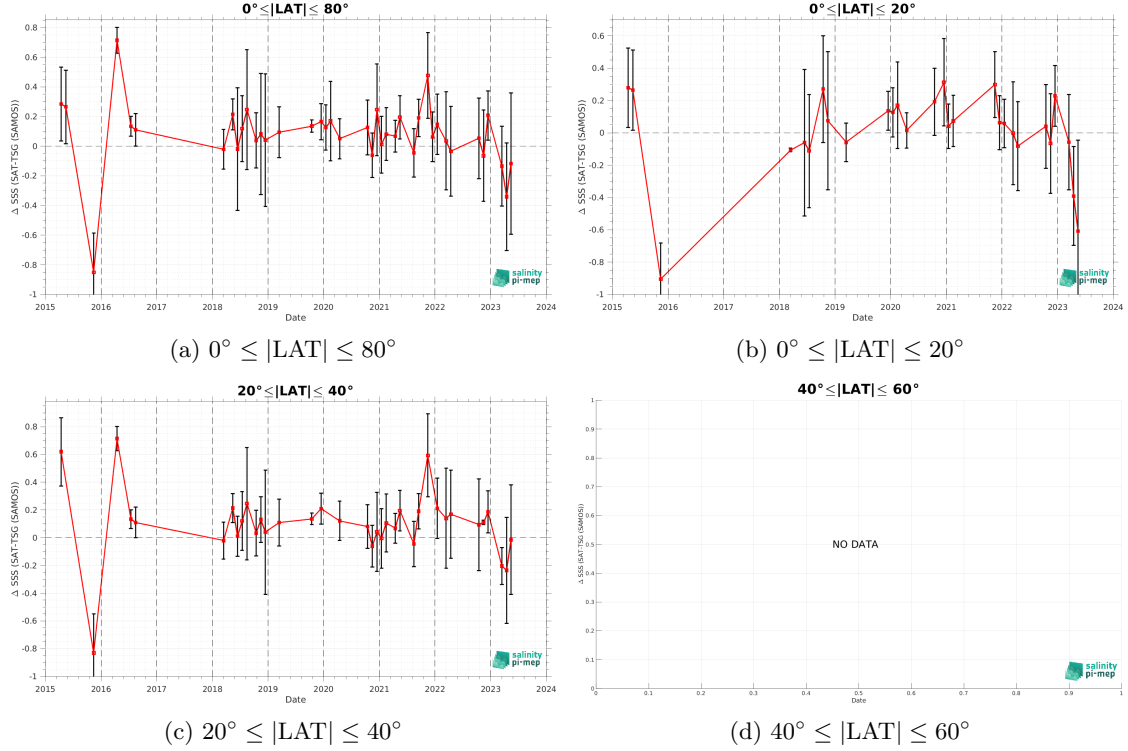 0°≤|LAT|≤ 80°
Δ SSS (SAT-TSG (SAMOS))
0.8
0.6
0.4
0.2
0
-0.2
-0.4
-0.6
-0.8
-1
2015 2016 2017 2018 2019 2020 2021 2022 2023 2024
Date
salinity
pi-mep
(a) 0° ≤ |LAT| ≤ 80°
0°≤|LAT|≤ 20°
Δ SSS (SAT-TSG (SAMOS))
0.6
0.4
0.2
0
-0.2
-0.4
-0.6
-0.8
-1
2015 2016 2017 2018 2019 2020 2021 2022 2023 2024
Date
salinity
pi-mep
(b) 0° ≤ |LAT| ≤ 20°
20°≤|LAT|≤ 40°
Δ SSS (SAT-TSG (SAMOS))
0.8
0.6
0.4
0.2
0
-0.2
-0.4
-0.6
-0.8
-1
2015 2016 2017 2018 2019 2020 2021 2022 2023 2024
Date
salinity
pi-mep
(c) 20° ≤ |LAT| ≤ 40°
40°≤|LAT|≤ 60°
Δ SSS (SAT-TSG (SAMOS))
1
0.9
0.8
0.7
0.6
0.5
0.4
0.3
0.2
0.1
0
NO DATA
0 0.1 0.2 0.3 0.4 0.5 0.6 0.7 0.8 0.9 1
Date
salinity
pi-mep
(d) 40° ≤ |LAT| ≤ 60°